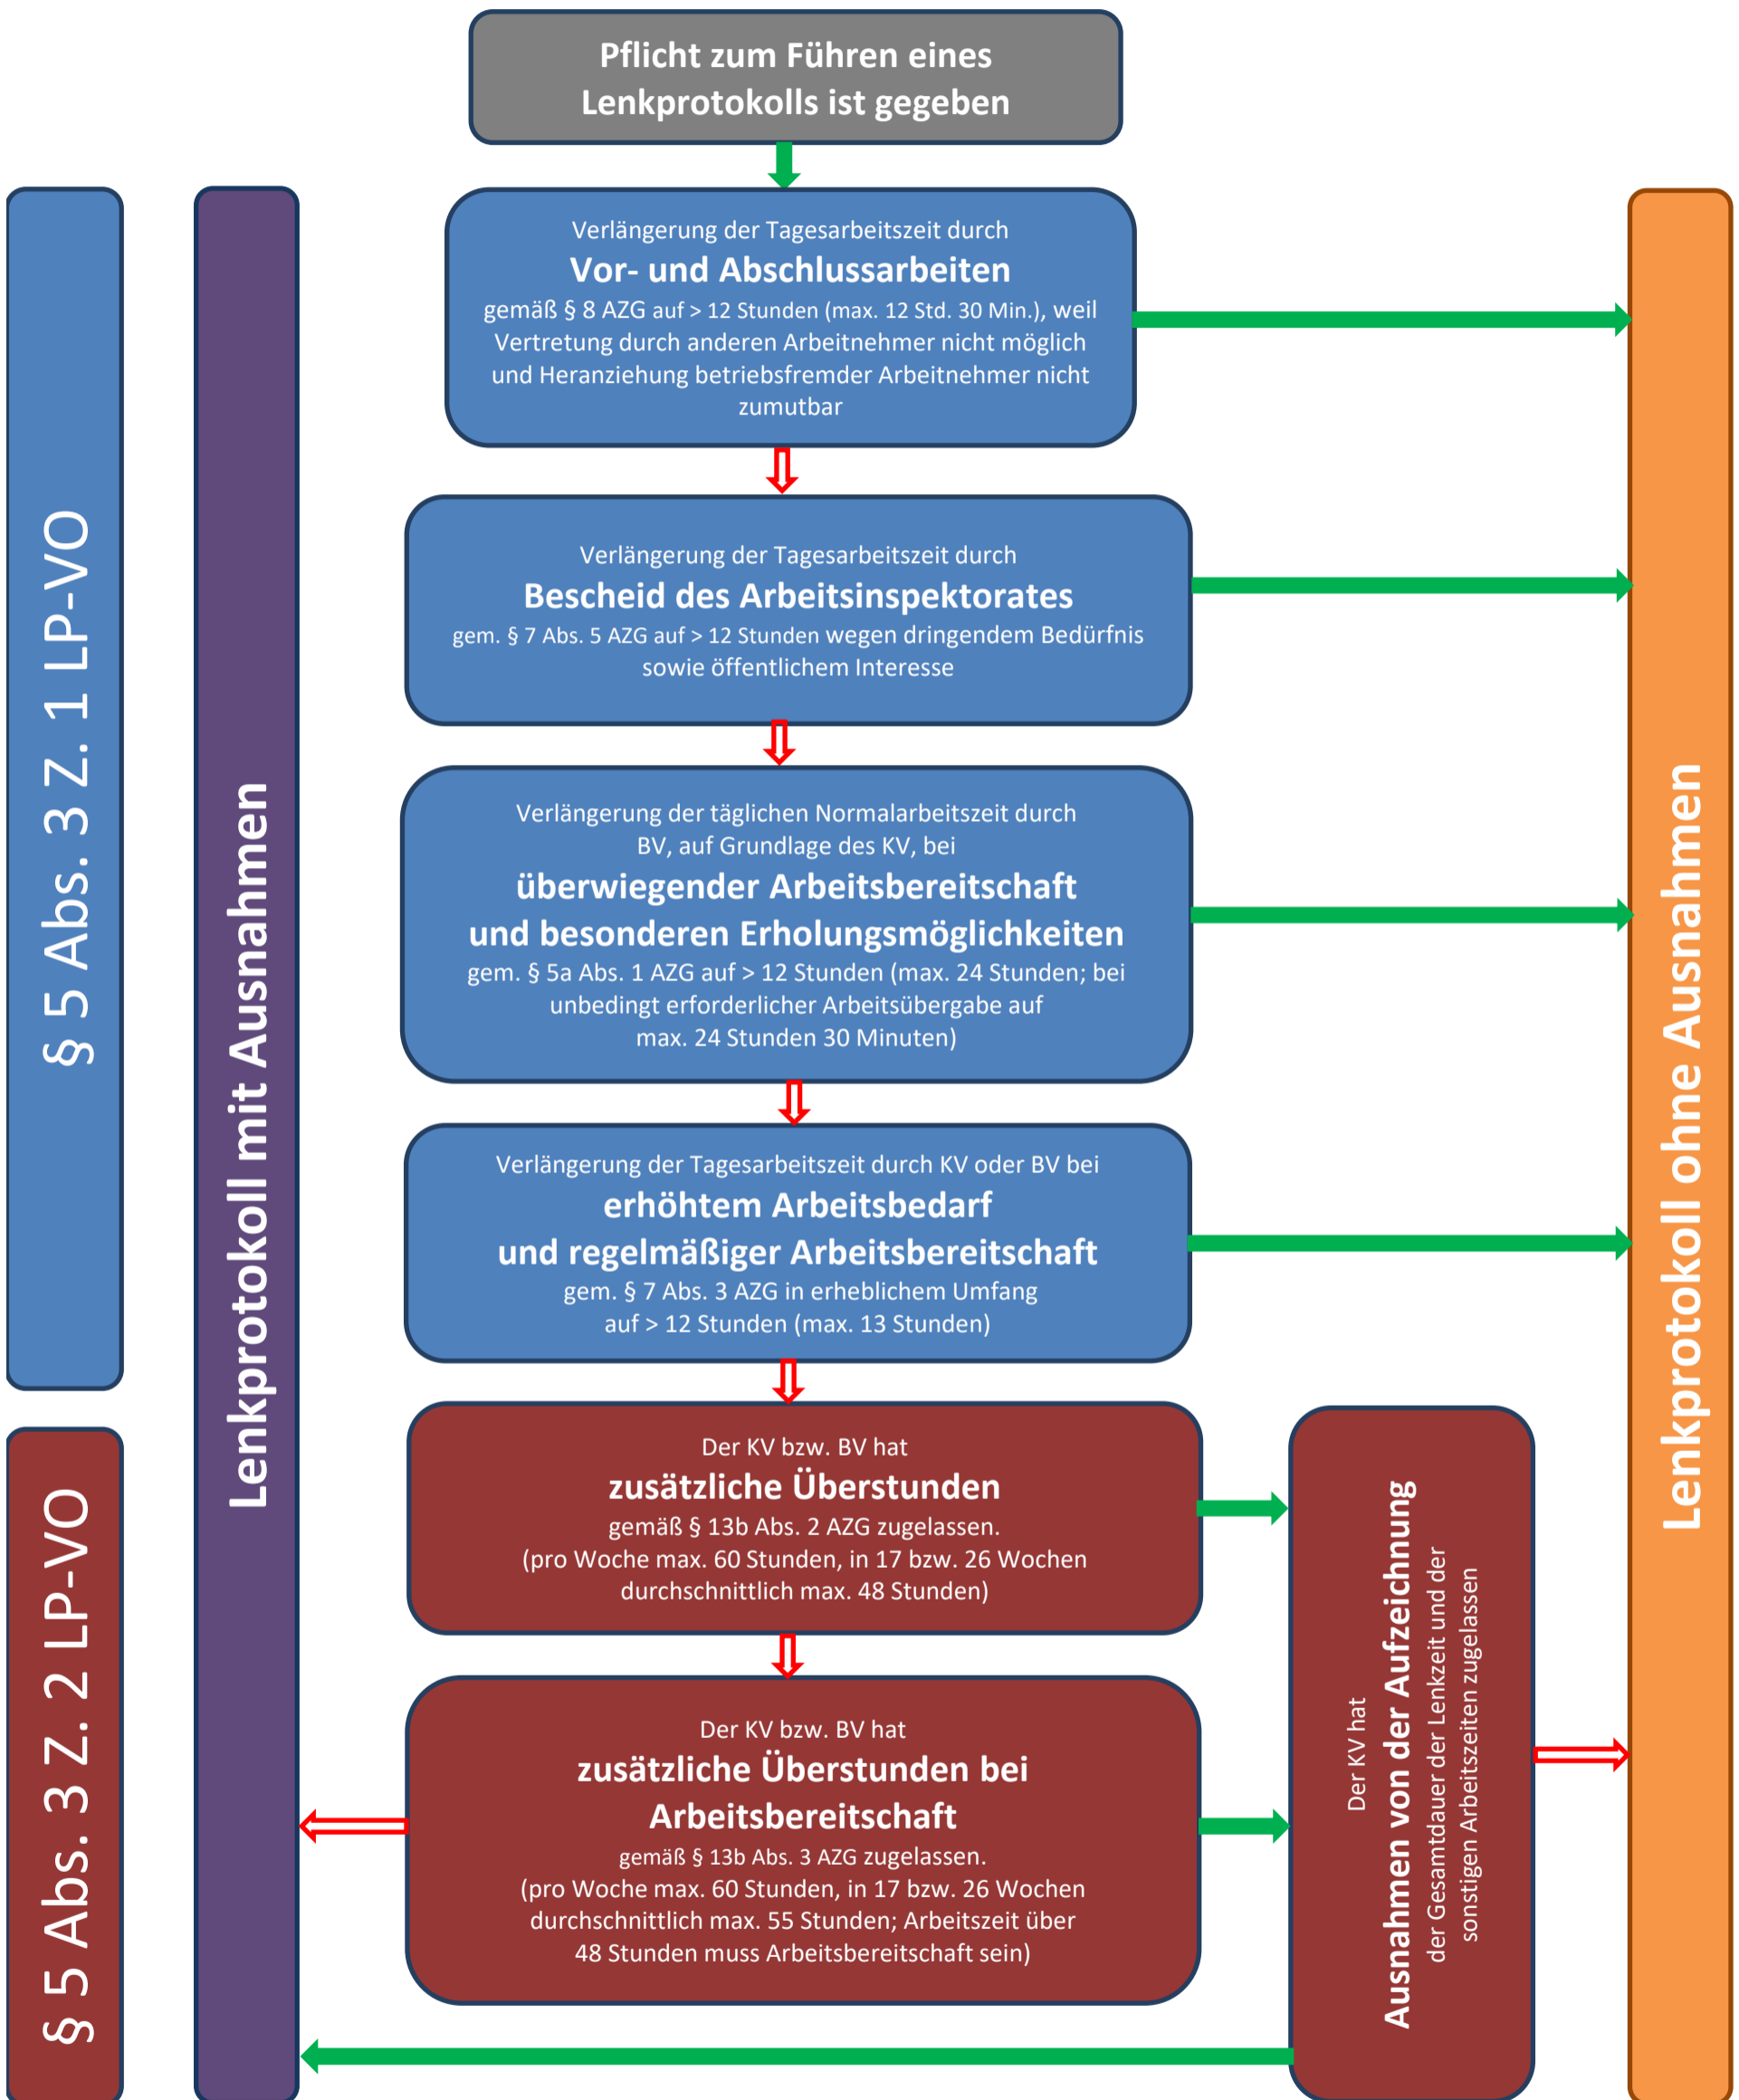 Pflicht zum Führen eines
Lenkprotokolls ist gegeben
§ 5 Abs. 3 Z. 1 LP-VO
§ 5 Abs. 3 Z. 2 LP-VO
Lenkprotokoll mit Ausnahmen
Verlängerung der Tagesarbeitszeit durch
Vor- und Abschlussarbeiten
gemäß § 8 AZG auf > 12 Stunden (max. 12 Std. 30 Min.), weil
Vertretung durch anderen Arbeitnehmer nicht möglich
und Heranziehung betriebsfremder Arbeitnehmer nicht
zumutbar
Verlängerung der Tagesarbeitszeit durch
Bescheid des Arbeitsinspektorates
gem. § 7 Abs. 5 AZG auf > 12 Stunden wegen dringendem Bedürfnis
sowie öffentlichem Interesse
Verlängerung der täglichen Normalarbeitszeit durch
BV, auf Grundlage des KV, bei
überwiegender Arbeitsbereitschaft
und besonderen Erholungsmöglichkeiten
gem. § 5a Abs. 1 AZG auf > 12 Stunden (max. 24 Stunden; bei
unbedingt erforderlicher Arbeitsübergabe auf
max. 24 Stunden 30 Minuten)
Verlängerung der Tagesarbeitszeit durch KV oder BV bei
erhöhtem Arbeitsbedarf
und regelmäßiger Arbeitsbereitschaft
gem. § 7 Abs. 3 AZG in erheblichem Umfang
auf > 12 Stunden (max. 13 Stunden)
Der KV bzw. BV hat
zusätzliche Überstunden
gemäß § 13b Abs. 2 AZG zugelassen.
(pro Woche max. 60 Stunden, in 17 bzw. 26 Wochen
durchschnittlich max. 48 Stunden)
Der KV bzw. BV hat
zusätzliche Überstunden bei
Arbeitsbereitschaft
gemäß § 13b Abs. 3 AZG zugelassen.
(pro Woche max. 60 Stunden, in 17 bzw. 26 Wochen
durchschnittlich max. 55 Stunden; Arbeitszeit über
48 Stunden muss Arbeitsbereitschaft sein)
Der KV hat
Ausnahmen von der Aufzeichnung
der Gesamtdauer der Lenkzeit und der
sonstigen Arbeitszeiten zugelassen
Lenkprotokoll ohne Ausnahmen